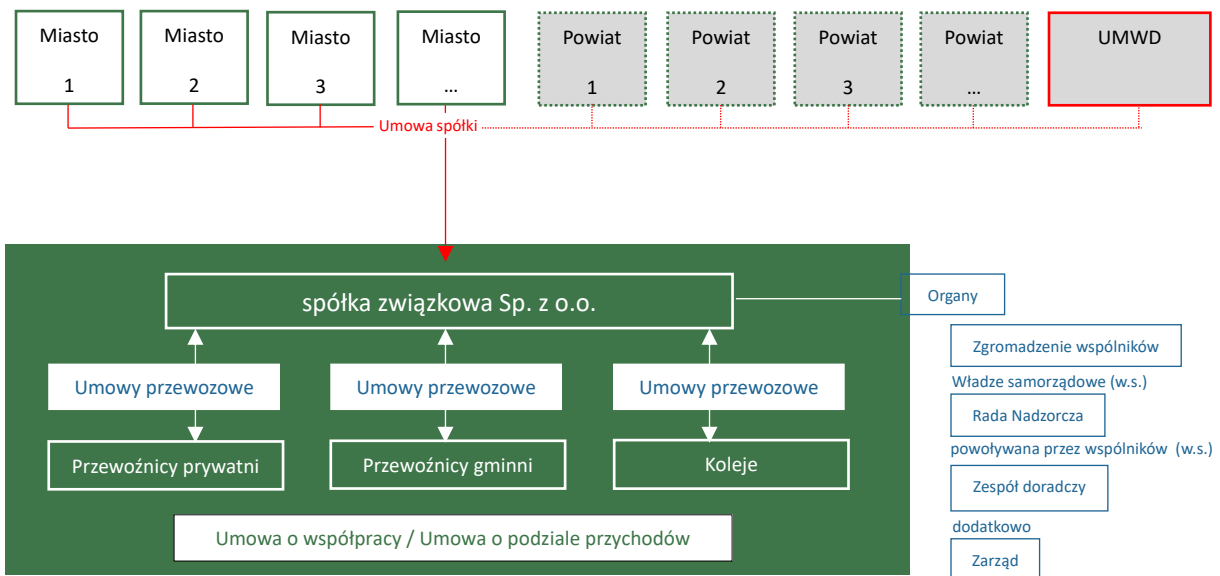 Miasto
1
Miasto
2
Miasto
3
Miasto
...
Powiat
1
Powiat
2
Powiat
3
Powiat
...
UMWD
Umowa spółki
spółka związkowa Sp. z o.o.
Umowy przewozowe
Umowy przewozowe
Umowy przewozowe
Przewoźnicy prywatni
Przewoźnicy gminni
Koleje
Umowa o współpracy / Umowa o podziale przychodów
Organy
Zgromadzenie wspólników
Władze samorządowe (w.s.)
Rada Nadzorcza
powoływana przez wspólników (w.s.)
Zespół doradczy
dodatkowo
Zarząd